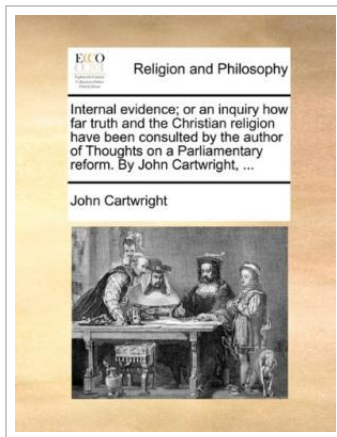 ECCO
Religion and Philosophy
Internal evidence; or an inquiry how
far truth and the Christian religion
have been consulted by the author
of Thoughts on a Parliamentary
reform. By John Cartwright, ...
John Cartwright